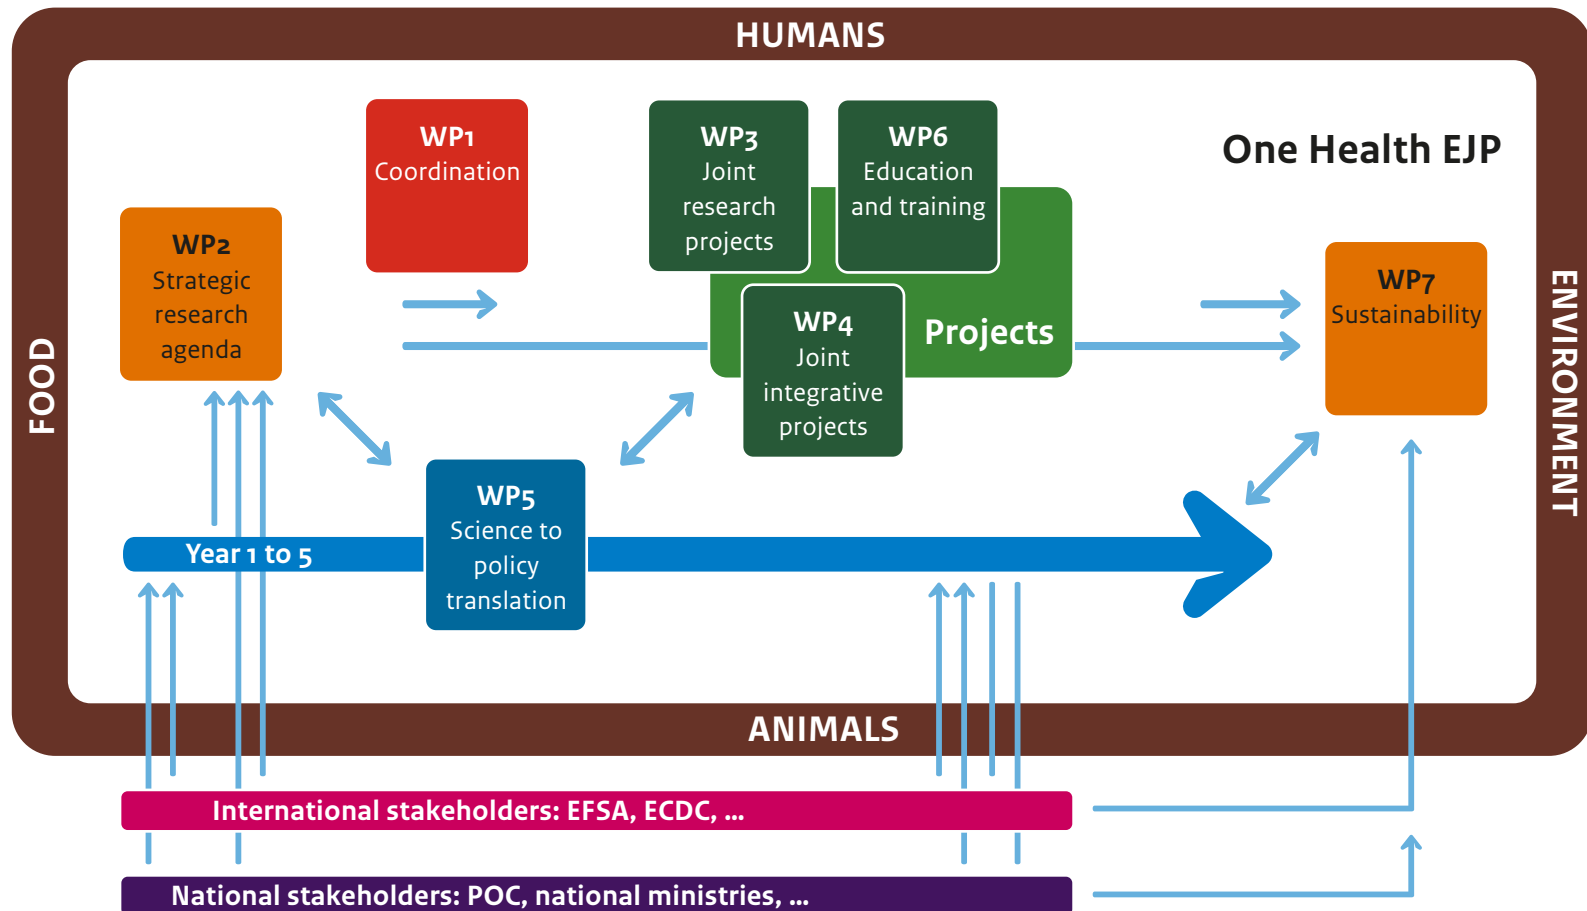 HUMANS
WP1
Coordination
WP3
Joint
research
projects
WP6
Education
and training
One Health EJP
WP2
Strategic
research
agenda
WP7
Sustainability
WP4
Joint
integrative
projects
Projects
FOOD
ENVIRONMENT
WP5
Science to
policy
translation
Year 1 to 5
ANIMALS
International stakeholders: EFSA, ECDC, ...
National stakeholders: POC, national ministries, ...